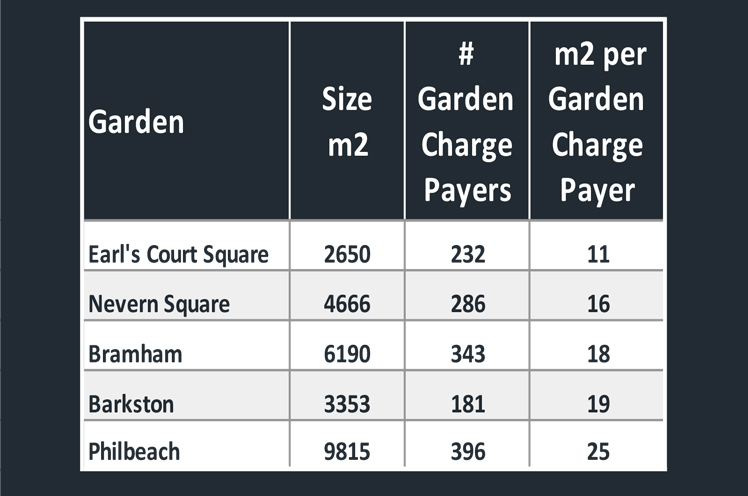 Garden Size m2 # Garden Charge Payers m2 per Garden Charge Payer
Earl's Court Square 2650 232 11
Nevern Square 4666 286 16
Bramham 6190 343 18
Barkston 3353 181 19
Philbeach 9815 396 25